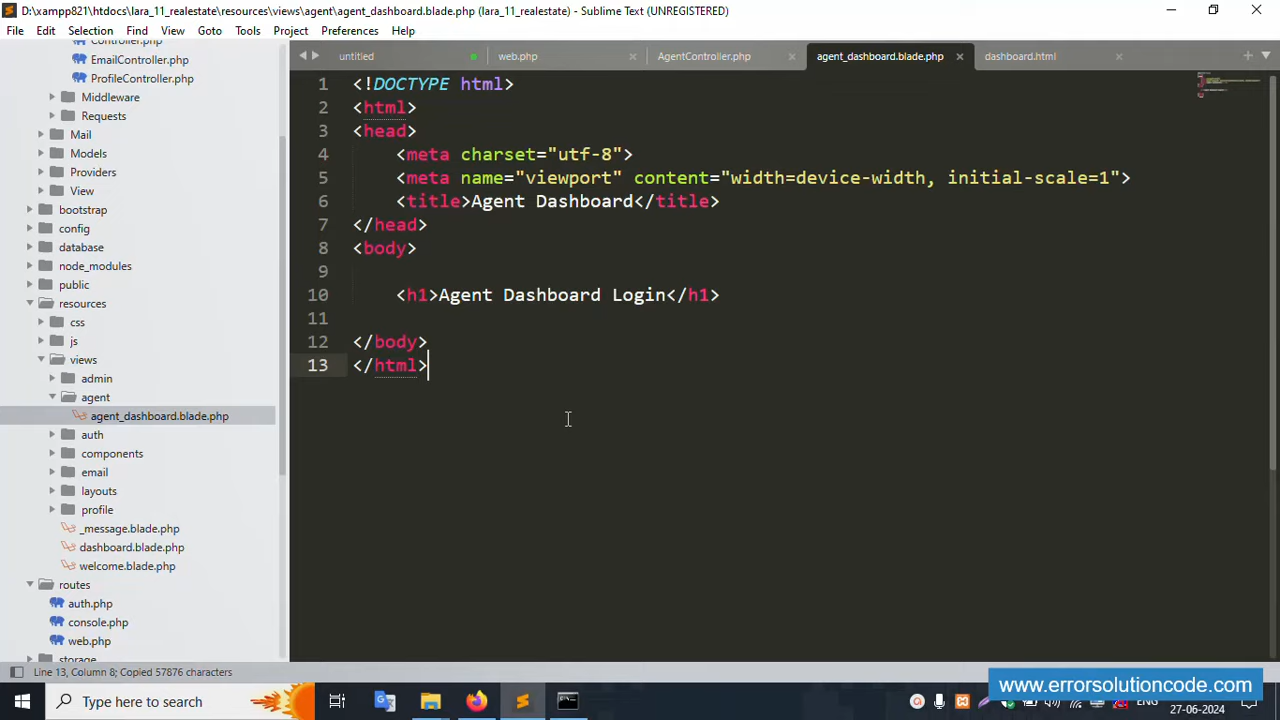 D:\xampp821\htdocs\lara_11_realestate\resources\views\agent\agent_dashboard.blade.php (lara_11_realestate) - Sublime Text (UNREGISTERED)
File Edit Selection Find View Goto Tools Project Preferences Help
untitled web.php AgentController.php agent_dashboard.blade.php dashboard.html
Controller.php
EmailController.php
ProfileController.php
Middleware
Requests
Mail
Models
Providers
View
bootstrap
config
database
node_modules
public
resources
css
js
views
admin
agent
agent_dashboard.blade.php
auth
components
email
layouts
profile
_message.blade.php
dashboard.blade.php
welcome.blade.php
routes
auth.php
console.php
web.php
storage
1 <!DOCTYPE html>
2 <html>
3 <head>
4 <meta charset="utf-8">
5 <meta name="viewport" content="width=device-width, initial-scale=1">
6 <title>Agent Dashboard</title>
7 </head>
8 <body>
9
10 <h1>Agent Dashboard Login</h1>
11
12 </body>
13 </html>
Line 13, Column 8; Copied 57876 characters
www.errorsolutioncode.com
Type here to search
27-06-2024